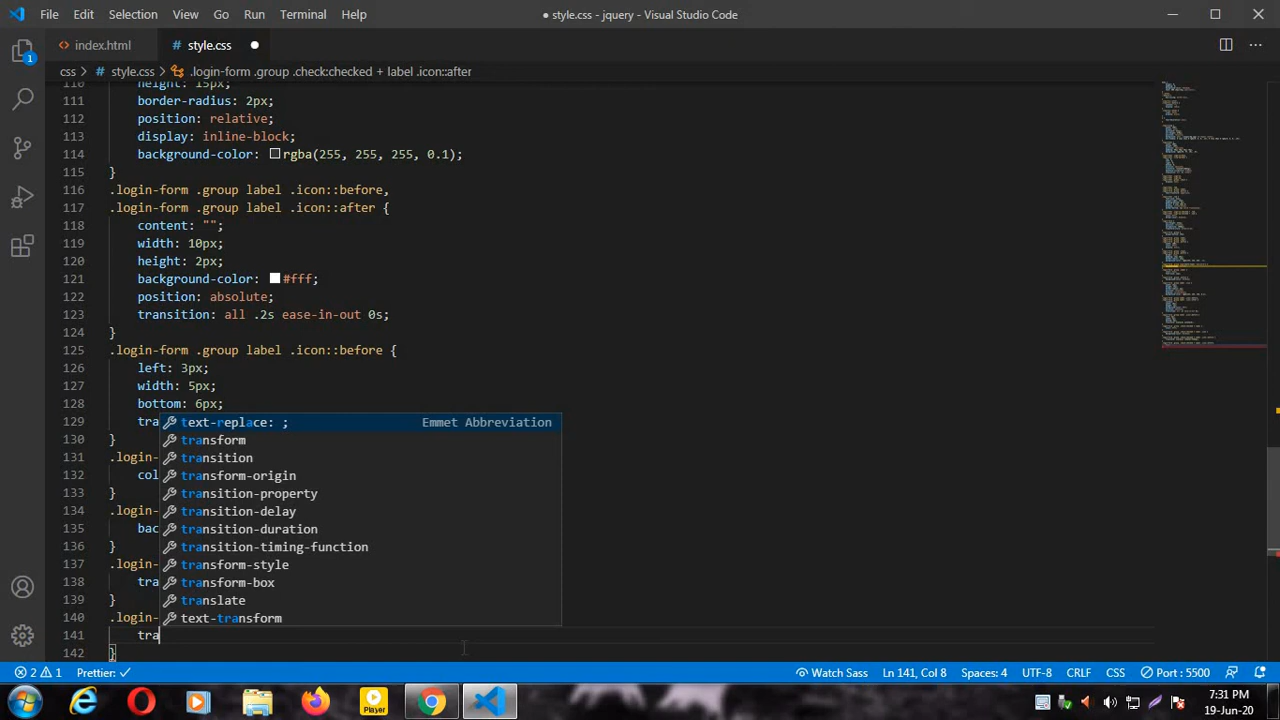 File Edit Selection View Go Run Terminal Help
● style.css - jquery - Visual Studio Code
1
<> index.html
# style.css ●
css > # style.css > .login-form .group .check:checked + label .icon::after
110 height: 15px;
111 border-radius: 2px;
112 position: relative;
113 display: inline-block;
114 background-color: rgba(255, 255, 255, 0.1);
115 }
116 .login-form .group label .icon::before,
117 .login-form .group label .icon::after {
118 content: "";
119 width: 10px;
120 height: 2px;
121 background-color: #fff;
122 position: absolute;
123 transition: all .2s ease-in-out 0s;
124 }
125 .login-form .group label .icon::before {
126 left: 3px;
127 width: 5px;
128 bottom: 6px;
129 tra
text-replace: ; Emmet Abbreviation
130 }
transform
131 .login-
transition
132 col
transform-origin
133 }
transition-property
134 .login-
transition-delay
135 bac
transition-duration
136 }
transition-timing-function
137 .login-
transform-style
138 tra
transform-box
139 }
translate
140 .login-
text-transform
141 tra
142 }
2 1 Prettier: ✓
Watch Sass Ln 141, Col 8 Spaces: 4 UTF-8 CRLF CSS Port : 5500
Player
7:31 PM
19-Jun-20